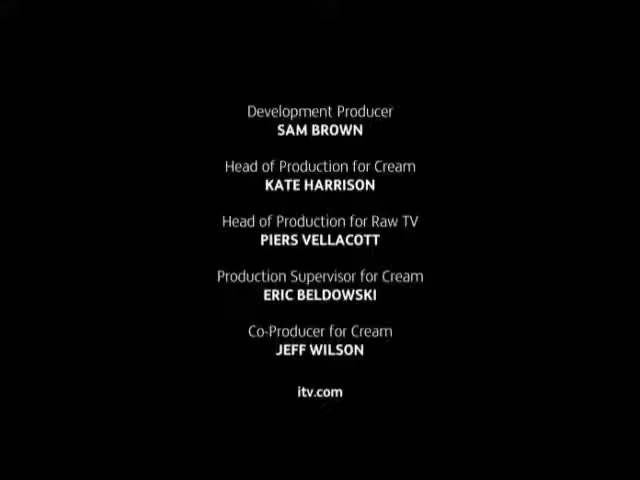 Development Producer
SAM BROWN
Head of Production for Cream
KATE HARRISON
Head of Production for Raw TV
PIERS VELLACOTT
Production Supervisor for Cream
ERIC BELDOWSKI
Co-Producer for Cream
JEFF WILSON
itv.com